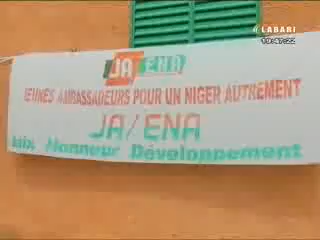 LABARI
19:47:22
JA ENA
JEUNES AMBASSADEURS POUR UN NIGER AUTREMENT
JA/ENA
Paix Honneur Développement